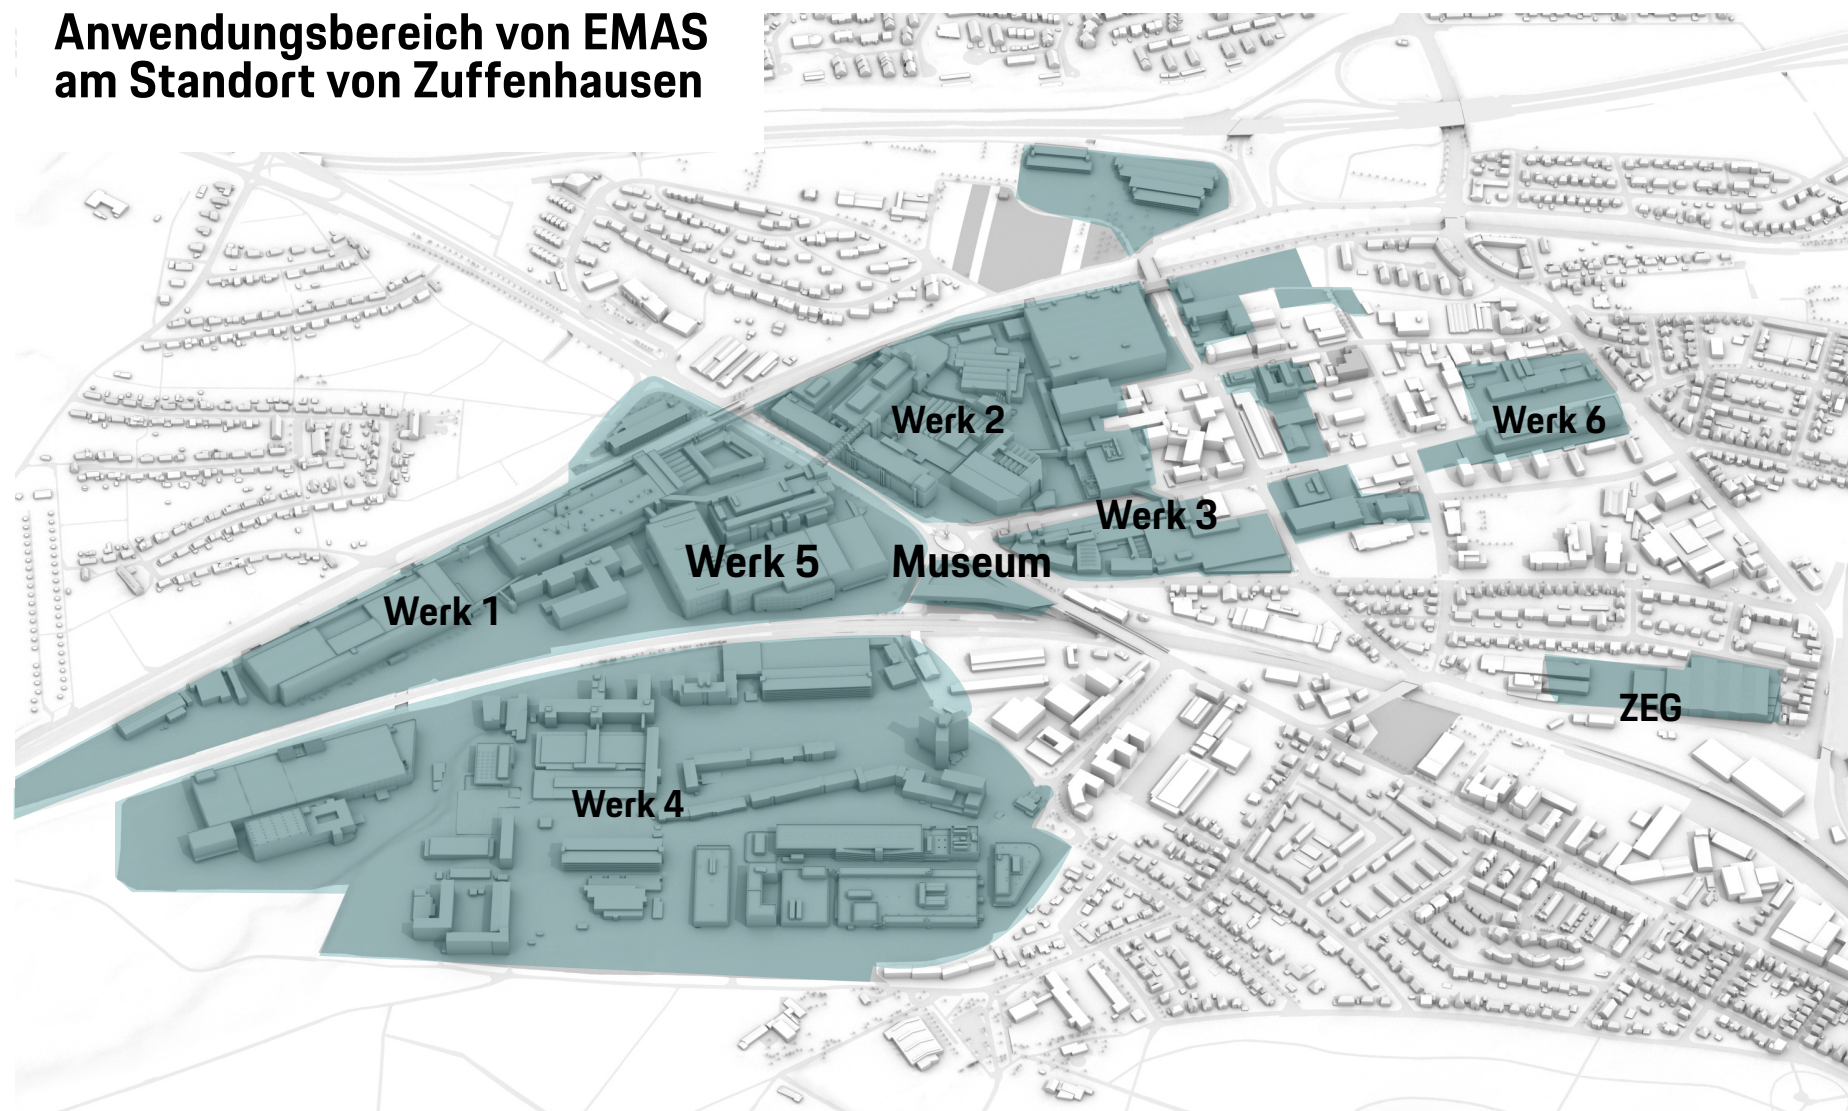 Anwendungsbereich von EMAS
am Standort von Zuffenhausen
Werk 2
Werk 6
Werk 3
Werk 5
Museum
Werk 1
ZEG
Werk 4